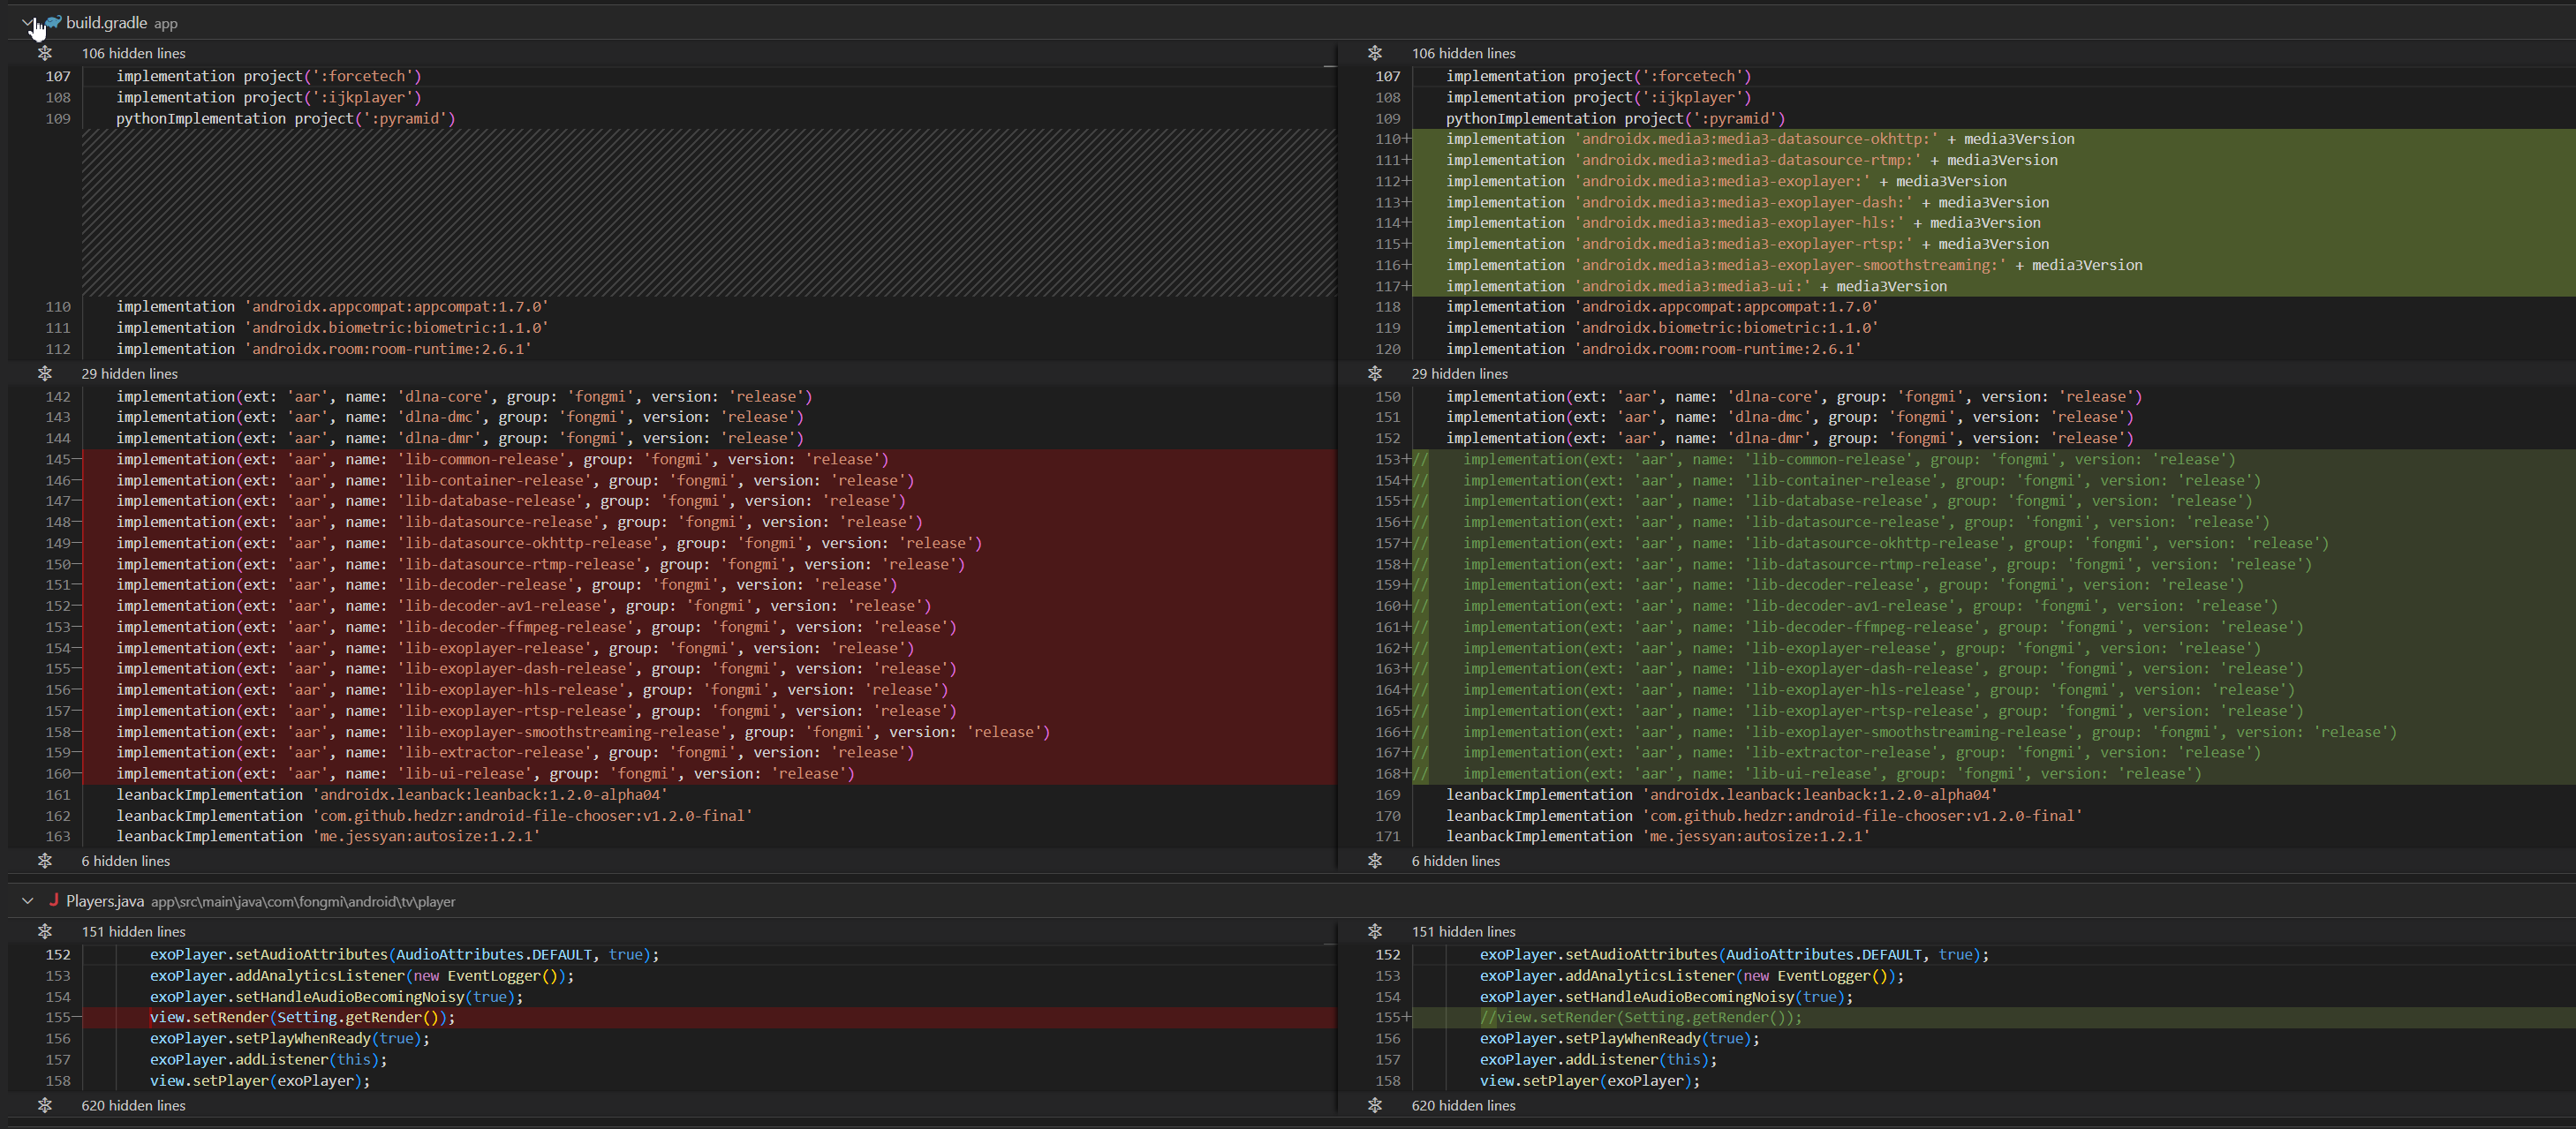 build.gradle app
106 hidden lines
107 implementation project(':forcetech')
108 implementation project(':ijkplayer')
109 pythonImplementation project(':pyramid')
110 implementation 'androidx.appcompat:appcompat:1.7.0'
111 implementation 'androidx.biometric:biometric:1.1.0'
112 implementation 'androidx.room:room-runtime:2.6.1'
29 hidden lines
142 implementation(ext: 'aar', name: 'dlna-core', group: 'fongmi', version: 'release')
143 implementation(ext: 'aar', name: 'dlna-dmc', group: 'fongmi', version: 'release')
144 implementation(ext: 'aar', name: 'dlna-dmr', group: 'fongmi', version: 'release')
145- implementation(ext: 'aar', name: 'lib-common-release', group: 'fongmi', version: 'release')
146- implementation(ext: 'aar', name: 'lib-container-release', group: 'fongmi', version: 'release')
147- implementation(ext: 'aar', name: 'lib-database-release', group: 'fongmi', version: 'release')
148- implementation(ext: 'aar', name: 'lib-datasource-release', group: 'fongmi', version: 'release')
149- implementation(ext: 'aar', name: 'lib-datasource-okhttp-release', group: 'fongmi', version: 'release')
150- implementation(ext: 'aar', name: 'lib-datasource-rtmp-release', group: 'fongmi', version: 'release')
151- implementation(ext: 'aar', name: 'lib-decoder-release', group: 'fongmi', version: 'release')
152- implementation(ext: 'aar', name: 'lib-decoder-av1-release', group: 'fongmi', version: 'release')
153- implementation(ext: 'aar', name: 'lib-decoder-ffmpeg-release', group: 'fongmi', version: 'release')
154- implementation(ext: 'aar', name: 'lib-exoplayer-release', group: 'fongmi', version: 'release')
155- implementation(ext: 'aar', name: 'lib-exoplayer-dash-release', group: 'fongmi', version: 'release')
156- implementation(ext: 'aar', name: 'lib-exoplayer-hls-release', group: 'fongmi', version: 'release')
157- implementation(ext: 'aar', name: 'lib-exoplayer-rtsp-release', group: 'fongmi', version: 'release')
158- implementation(ext: 'aar', name: 'lib-exoplayer-smoothstreaming-release', group: 'fongmi', version: 'release')
159- implementation(ext: 'aar', name: 'lib-extractor-release', group: 'fongmi', version: 'release')
160- implementation(ext: 'aar', name: 'lib-ui-release', group: 'fongmi', version: 'release')
161 leanbackImplementation 'androidx.leanback:leanback:1.2.0-alpha04'
162 leanbackImplementation 'com.github.hedzr:android-file-chooser:v1.2.0-final'
163 leanbackImplementation 'me.jessyan:autosize:1.2.1'
6 hidden lines
106 hidden lines
107 implementation project(':forcetech')
108 implementation project(':ijkplayer')
109 pythonImplementation project(':pyramid')
110+ implementation 'androidx.media3:media3-datasource-okhttp:' + media3Version
111+ implementation 'androidx.media3:media3-datasource-rtmp:' + media3Version
112+ implementation 'androidx.media3:media3-exoplayer:' + media3Version
113+ implementation 'androidx.media3:media3-exoplayer-dash:' + media3Version
114+ implementation 'androidx.media3:media3-exoplayer-hls:' + media3Version
115+ implementation 'androidx.media3:media3-exoplayer-rtsp:' + media3Version
116+ implementation 'androidx.media3:media3-exoplayer-smoothstreaming:' + media3Version
117+ implementation 'androidx.media3:media3-ui:' + media3Version
118 implementation 'androidx.appcompat:appcompat:1.7.0'
119 implementation 'androidx.biometric:biometric:1.1.0'
120 implementation 'androidx.room:room-runtime:2.6.1'
29 hidden lines
150 implementation(ext: 'aar', name: 'dlna-core', group: 'fongmi', version: 'release')
151 implementation(ext: 'aar', name: 'dlna-dmc', group: 'fongmi', version: 'release')
152 implementation(ext: 'aar', name: 'dlna-dmr', group: 'fongmi', version: 'release')
153+// implementation(ext: 'aar', name: 'lib-common-release', group: 'fongmi', version: 'release')
154+// implementation(ext: 'aar', name: 'lib-container-release', group: 'fongmi', version: 'release')
155+// implementation(ext: 'aar', name: 'lib-database-release', group: 'fongmi', version: 'release')
156+// implementation(ext: 'aar', name: 'lib-datasource-release', group: 'fongmi', version: 'release')
157+// implementation(ext: 'aar', name: 'lib-datasource-okhttp-release', group: 'fongmi', version: 'release')
158+// implementation(ext: 'aar', name: 'lib-datasource-rtmp-release', group: 'fongmi', version: 'release')
159+// implementation(ext: 'aar', name: 'lib-decoder-release', group: 'fongmi', version: 'release')
160+// implementation(ext: 'aar', name: 'lib-decoder-av1-release', group: 'fongmi', version: 'release')
161+// implementation(ext: 'aar', name: 'lib-decoder-ffmpeg-release', group: 'fongmi', version: 'release')
162+// implementation(ext: 'aar', name: 'lib-exoplayer-release', group: 'fongmi', version: 'release')
163+// implementation(ext: 'aar', name: 'lib-exoplayer-dash-release', group: 'fongmi', version: 'release')
164+// implementation(ext: 'aar', name: 'lib-exoplayer-hls-release', group: 'fongmi', version: 'release')
165+// implementation(ext: 'aar', name: 'lib-exoplayer-rtsp-release', group: 'fongmi', version: 'release')
166+// implementation(ext: 'aar', name: 'lib-exoplayer-smoothstreaming-release', group: 'fongmi', version: 'release')
167+// implementation(ext: 'aar', name: 'lib-extractor-release', group: 'fongmi', version: 'release')
168+// implementation(ext: 'aar', name: 'lib-ui-release', group: 'fongmi', version: 'release')
169 leanbackImplementation 'androidx.leanback:leanback:1.2.0-alpha04'
170 leanbackImplementation 'com.github.hedzr:android-file-chooser:v1.2.0-final'
171 leanbackImplementation 'me.jessyan:autosize:1.2.1'
6 hidden lines
J Players.java app\src\main\java\com\fongmi\android\tv\player
151 hidden lines
152 exoPlayer.setAudioAttributes(AudioAttributes.DEFAULT, true);
153 exoPlayer.addAnalyticsListener(new EventLogger());
154 exoPlayer.setHandleAudioBecomingNoisy(true);
155- view.setRender(Setting.getRender());
156 exoPlayer.setPlayWhenReady(true);
157 exoPlayer.addListener(this);
158 view.setPlayer(exoPlayer);
620 hidden lines
151 hidden lines
152 exoPlayer.setAudioAttributes(AudioAttributes.DEFAULT, true);
153 exoPlayer.addAnalyticsListener(new EventLogger());
154 exoPlayer.setHandleAudioBecomingNoisy(true);
155+ //view.setRender(Setting.getRender());
156 exoPlayer.setPlayWhenReady(true);
157 exoPlayer.addListener(this);
158 view.setPlayer(exoPlayer);
620 hidden lines